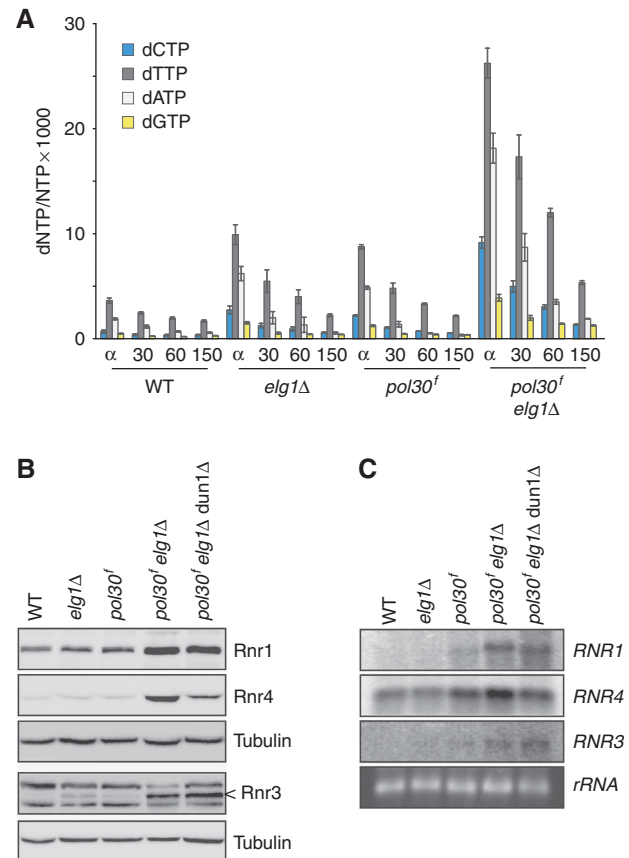 A
dNTP/NTP×1000
30
20
10
0
dCTP
dTTP
dATP
dGTP
α 30 60 150 α 30 60 150 α 30 60 150 α 30 60 150
WT elg1Δ pol30ᶠ pol30ᶠ elg1Δ
B
WT
elg1Δ
pol30ᶠ
pol30ᶠ elg1Δ
pol30ᶠ elg1Δ dun1Δ
Rnr1
Rnr4
Tubulin
< Rnr3
Tubulin
C
WT
elg1Δ
pol30ᶠ
pol30ᶠ elg1Δ
pol30ᶠ elg1Δ dun1Δ
RNR1
RNR4
RNR3
rRNA